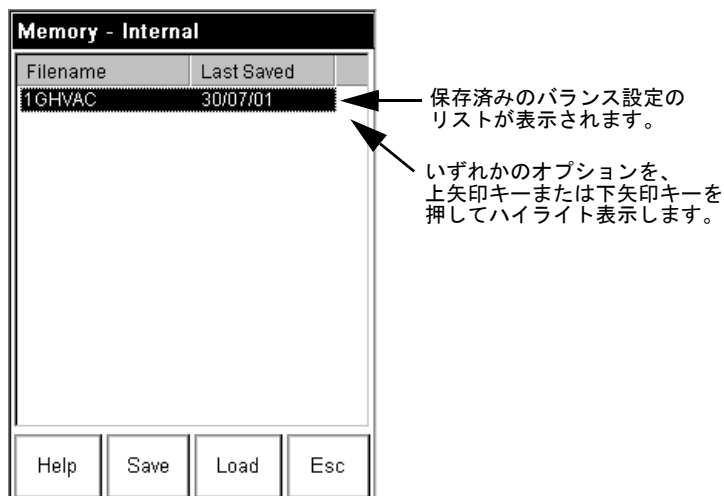 Memory - Internal
Filename Last Saved
1GHVAC 30/07/01
保存済みのバランス設定の
リストが表示されます。
いずれかのオプションを、
上矢印キーまたは下矢印キーを
押してハイライト表示します。
Help Save Load Esc